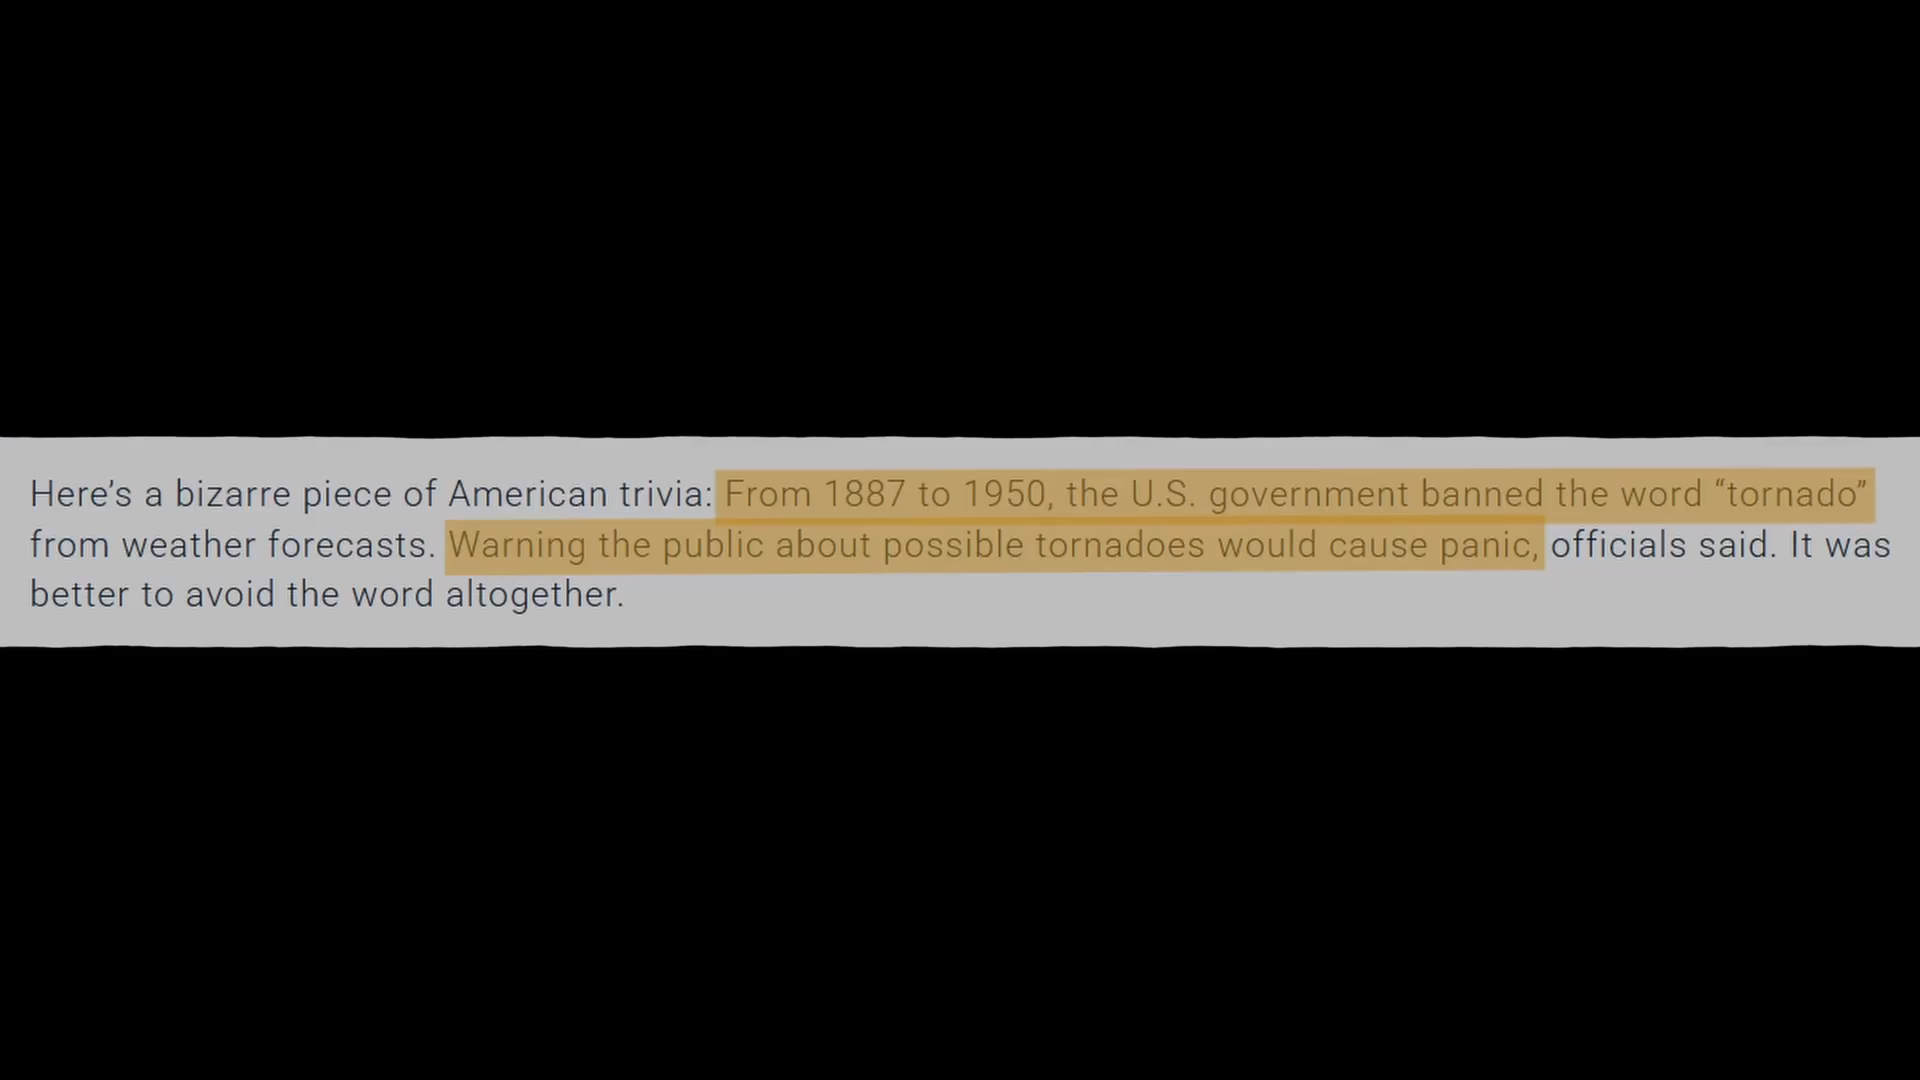 Here’s a bizarre piece of American trivia: From 1887 to 1950, the U.S. government banned the word “tornado”
from weather forecasts. Warning the public about possible tornadoes would cause panic, officials said. It was
better to avoid the word altogether.